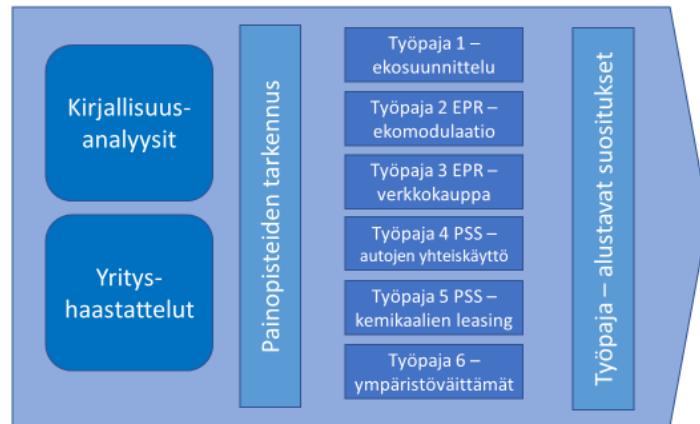 Kirjallisuus-
analyysit
Yritys-
haastattelut
Painopisteiden tarkennus
Työpaja 1 –
ekosuunnittelu
Työpaja 2 EPR –
ekomodulaatio
Työpaja 3 EPR –
verkkokauppa
Työpaja 4 PSS –
autojen yhteiskäyttö
Työpaja 5 PSS –
kemikaalien leasing
Työpaja 6 –
ympäristöväittämät
Työpaja – alustavat suositukset